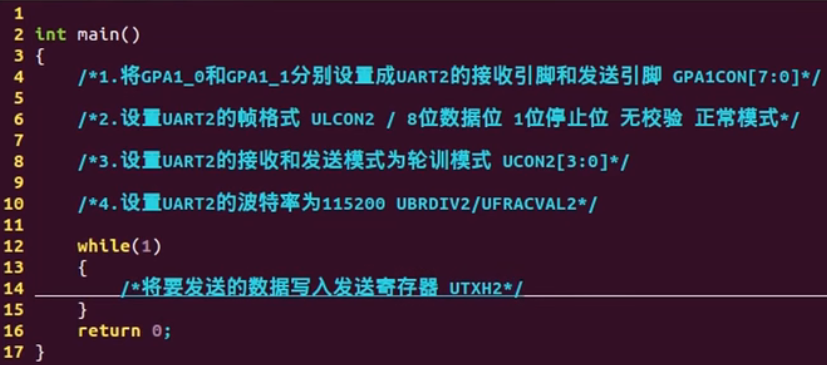 1
2 int main()
3 {
4 /*1.将GPA1_0和GPA1_1分别设置成UART2的接收引脚和发送引脚 GPA1CON[7:0]*/
5
6 /*2.设置UART2的帧格式 ULCON2 / 8位数据位 1位停止位 无校验 正常模式*/
7
8 /*3.设置UART2的接收和发送模式为轮训模式 UCON2[3:0]*/
9
10 /*4.设置UART2的波特率为115200 UBRDIV2/UFRACVAL2*/
11
12 while(1)
13 {
14 /*将要发送的数据写入发送寄存器 UTXH2*/
15 }
16 return 0;
17 }